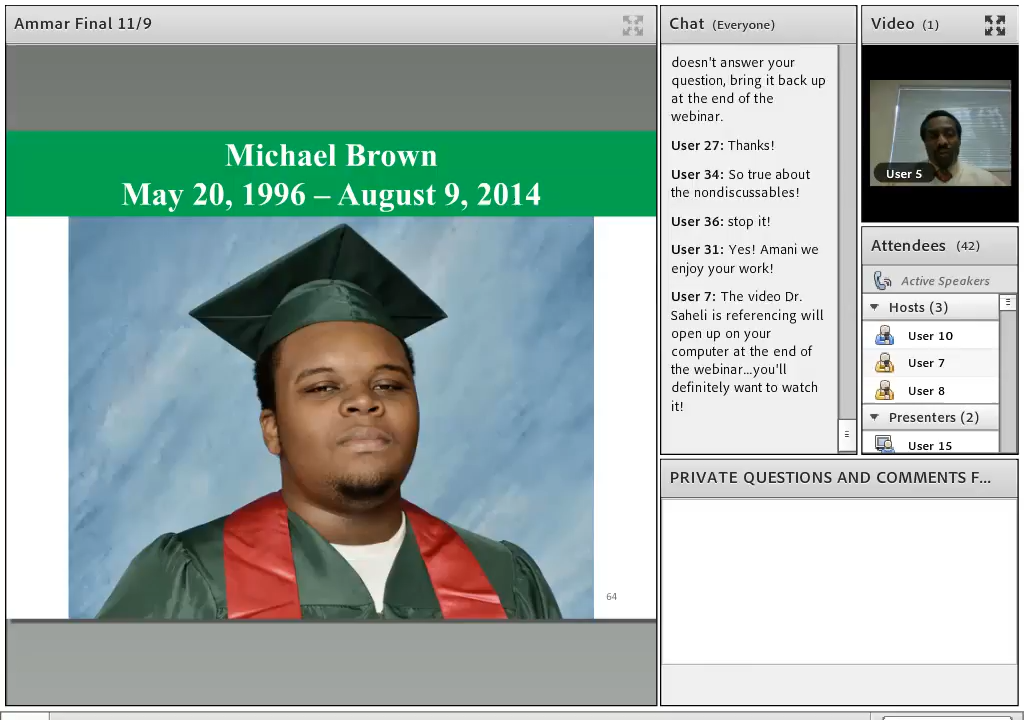 Ammar Final 11/9
Michael Brown
May 20, 1996 – August 9, 2014
64
Chat (Everyone)
doesn't answer your
question, bring it back up
at the end of the
webinar.
User 27: Thanks!
User 34: So true about
the nondiscussables!
User 36: stop it!
User 31: Yes! Amani we
enjoy your work!
User 7: The video Dr.
Saheli is referencing will
open up on your
computer at the end of
the webinar...you'll
definitely want to watch
it!
Video (1)
User 5
Attendees (42)
Active Speakers
Hosts (3)
User 10
User 7
User 8
Presenters (2)
User 15
PRIVATE QUESTIONS AND COMMENTS F...